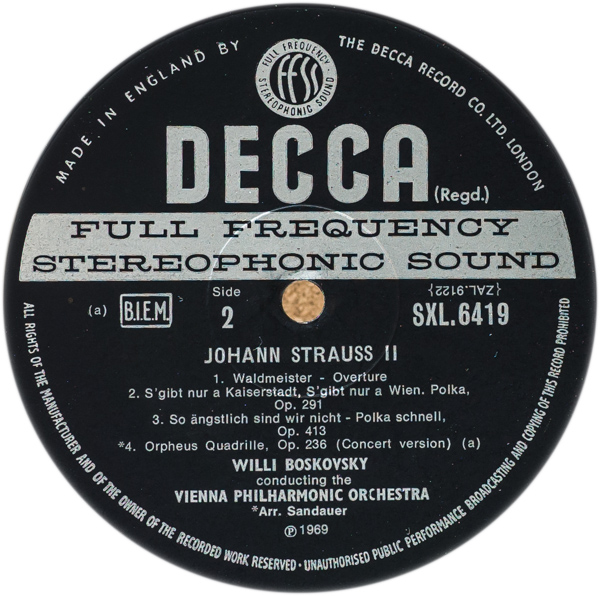 MADE IN ENGLAND BY
THE DECCA RECORD CO. LTD. LONDON
FULL FREQUENCY
FFSS
STEREOPHONIC SOUND
DECCA
(Regd.)
FULL FREQUENCY
STEREOPHONIC SOUND
(a) B.I.E.M. Side 2 {ZAL.9122} SXL.6419
JOHANN STRAUSS II
1. Waldmeister - Overture
2. S'gibt nur a Kaiserstadt, S'gibt nur a Wien. Polka,
Op. 291
3. So ängstlich sind wir nicht - Polka schnell,
Op. 413
*4. Orpheus Quadrille, Op. 236 (Concert version) (a)
WILLI BOSKOVSKY
conducting the
VIENNA PHILHARMONIC ORCHESTRA
*Arr. Sandauer
℗ 1969
ALL RIGHTS OF THE MANUFACTURER AND OF THE OWNER OF THE RECORDED WORK RESERVED · UNAUTHORISED PUBLIC PERFORMANCE BROADCASTING AND COPYING OF THIS RECORD PROHIBITED